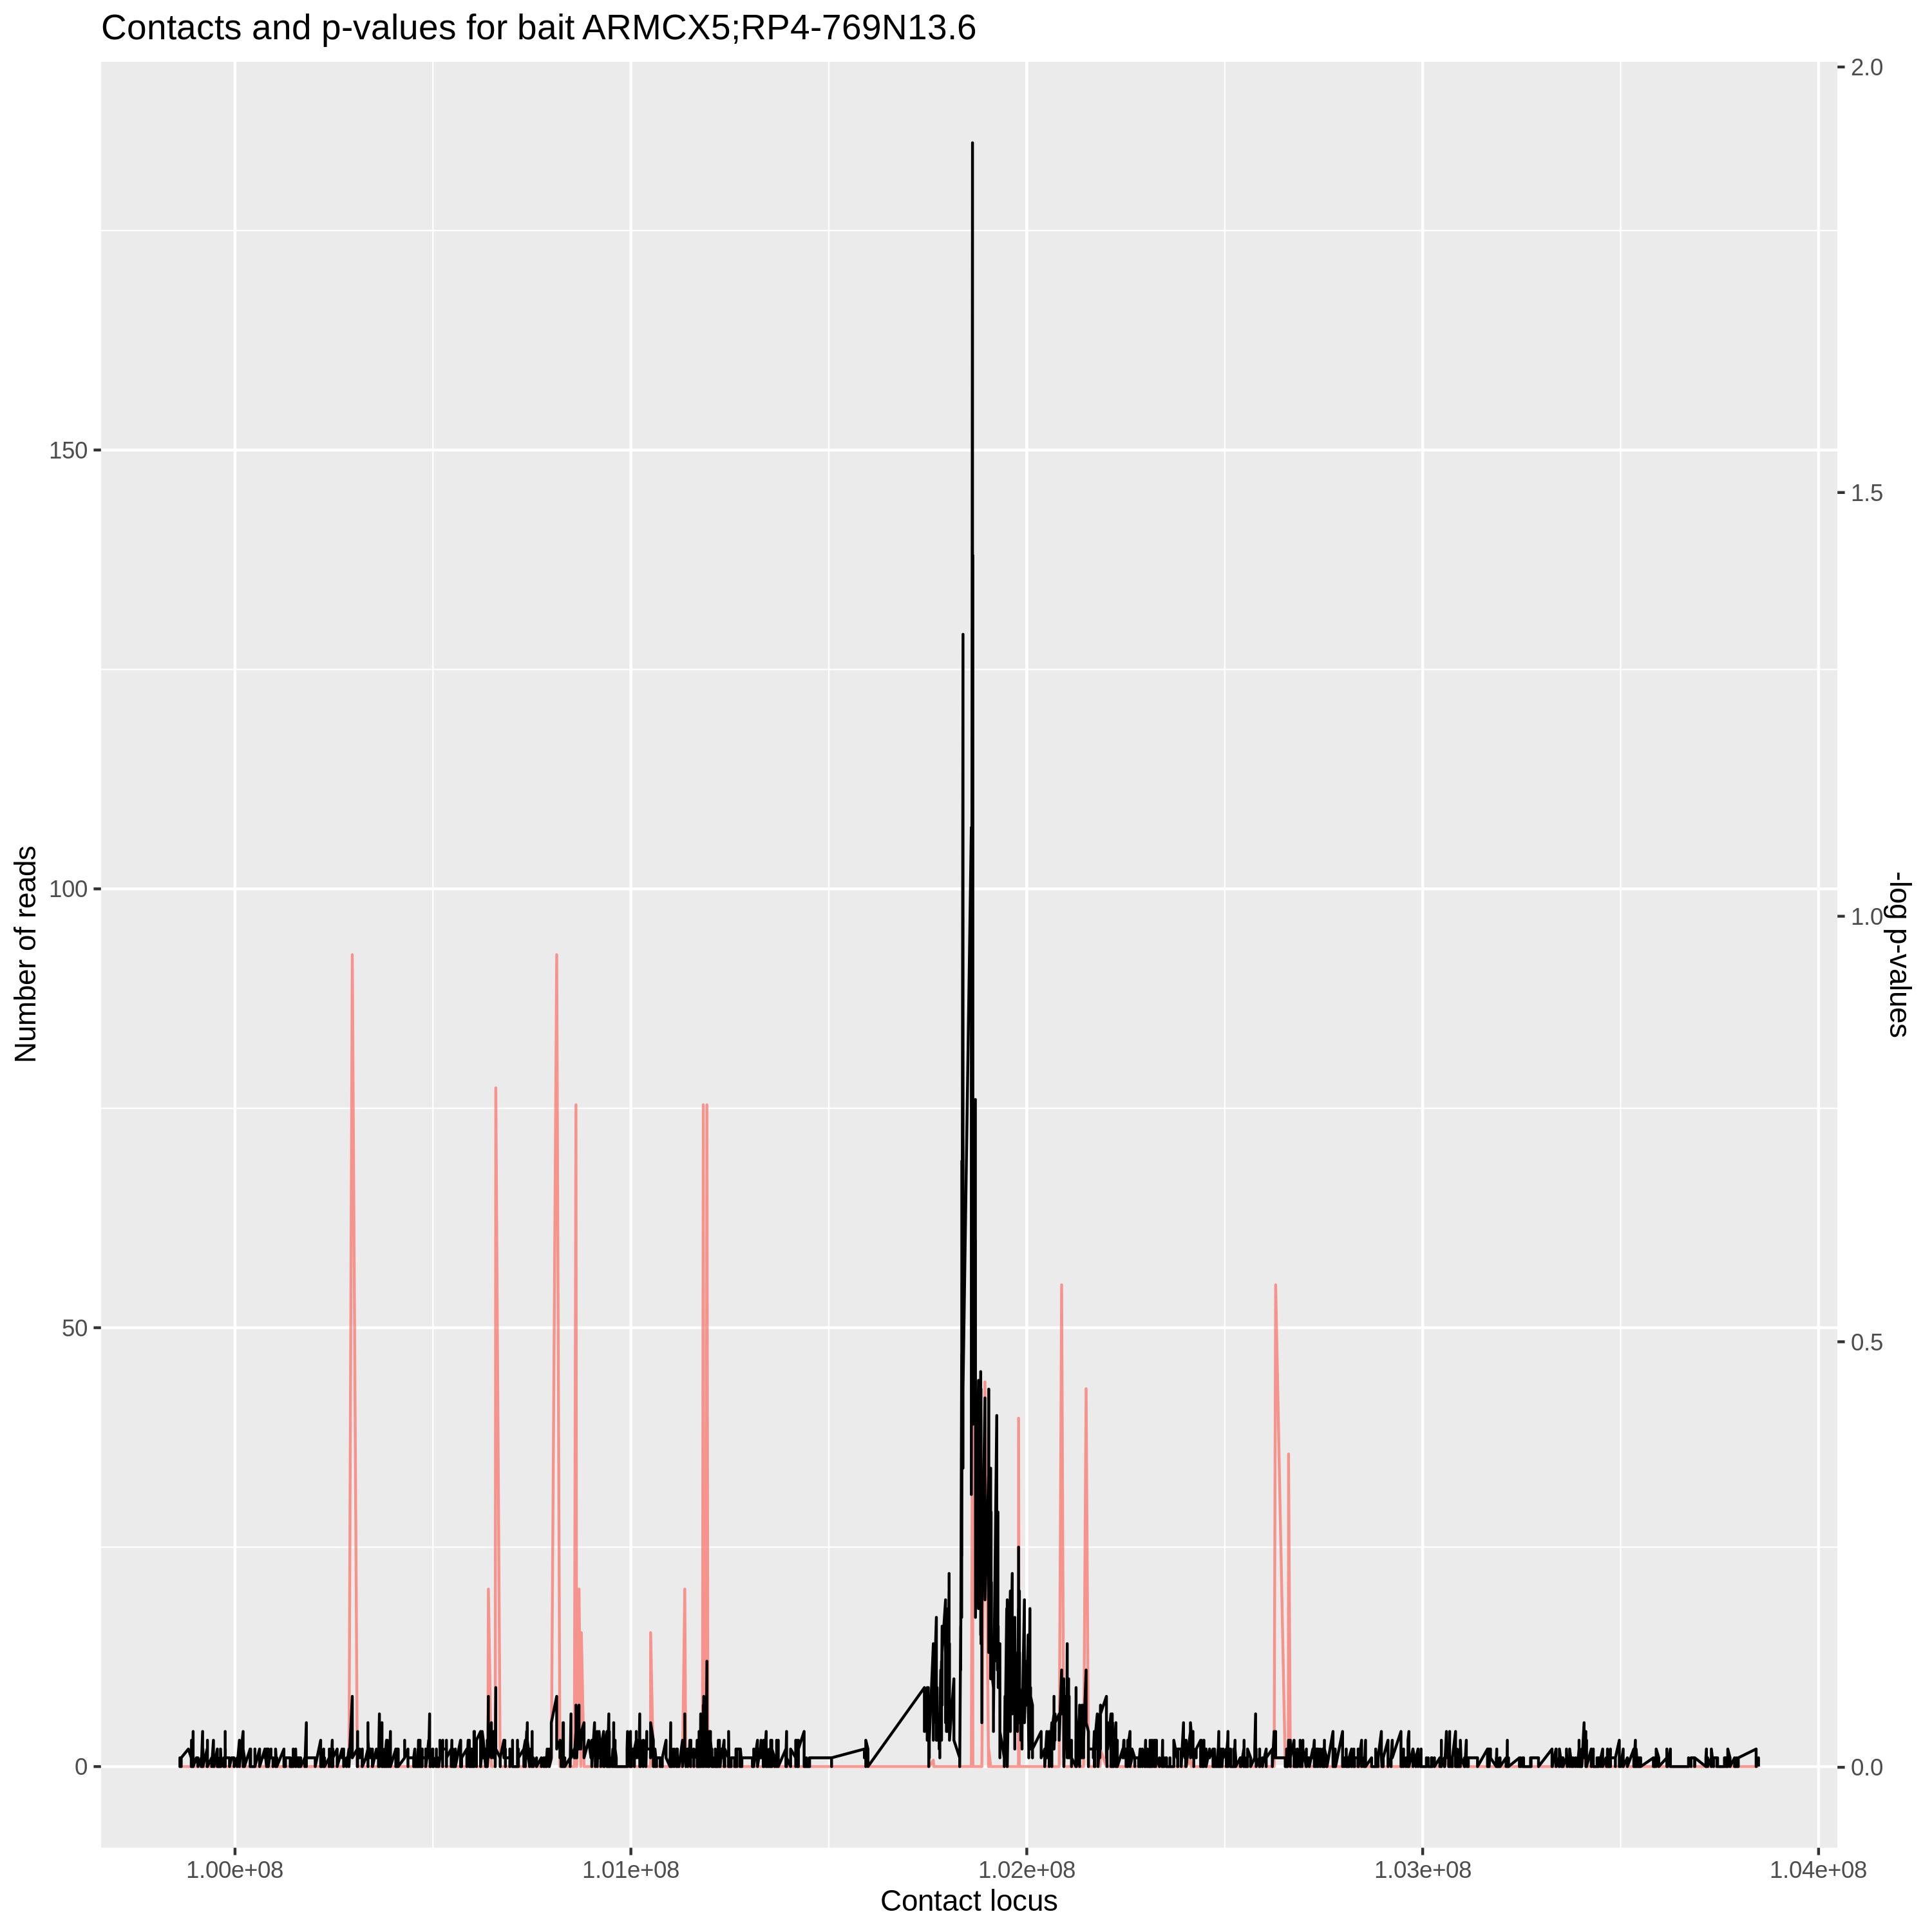 Contacts and p-values for bait ARMCX5;RP4-769N13.6
Number of reads
150
100
50
0
2.0
1.5
1.0
0.5
0.0
-log p-values
1.00e+08
1.01e+08
1.02e+08
1.03e+08
1.04e+08
Contact locus